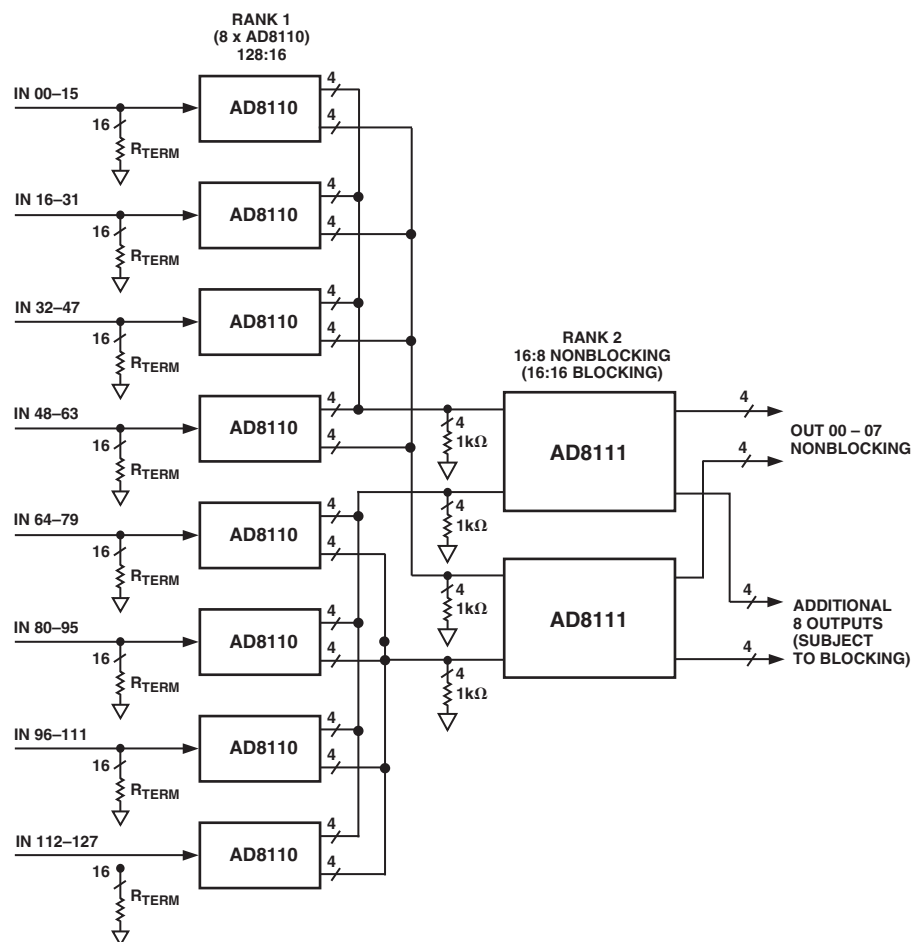 RANK 1
(8 x AD8110)
128:16
IN 00–15
16
RTERM
AD8110
4
4
IN 16–31
16
RTERM
AD8110
4
4
IN 32–47
16
RTERM
AD8110
4
4
IN 48–63
16
RTERM
AD8110
4
4
IN 64–79
16
RTERM
AD8110
4
4
IN 80–95
16
RTERM
AD8110
4
4
IN 96–111
16
RTERM
AD8110
4
4
IN 112–127
16
RTERM
AD8110
4
4
RANK 2
16:8 NONBLOCKING
(16:16 BLOCKING)
4
1kΩ
4
1kΩ
AD8111
4
1kΩ
4
1kΩ
AD8111
4
4
OUT 00 – 07
NONBLOCKING
4
4
ADDITIONAL
8 OUTPUTS
(SUBJECT
TO BLOCKING)